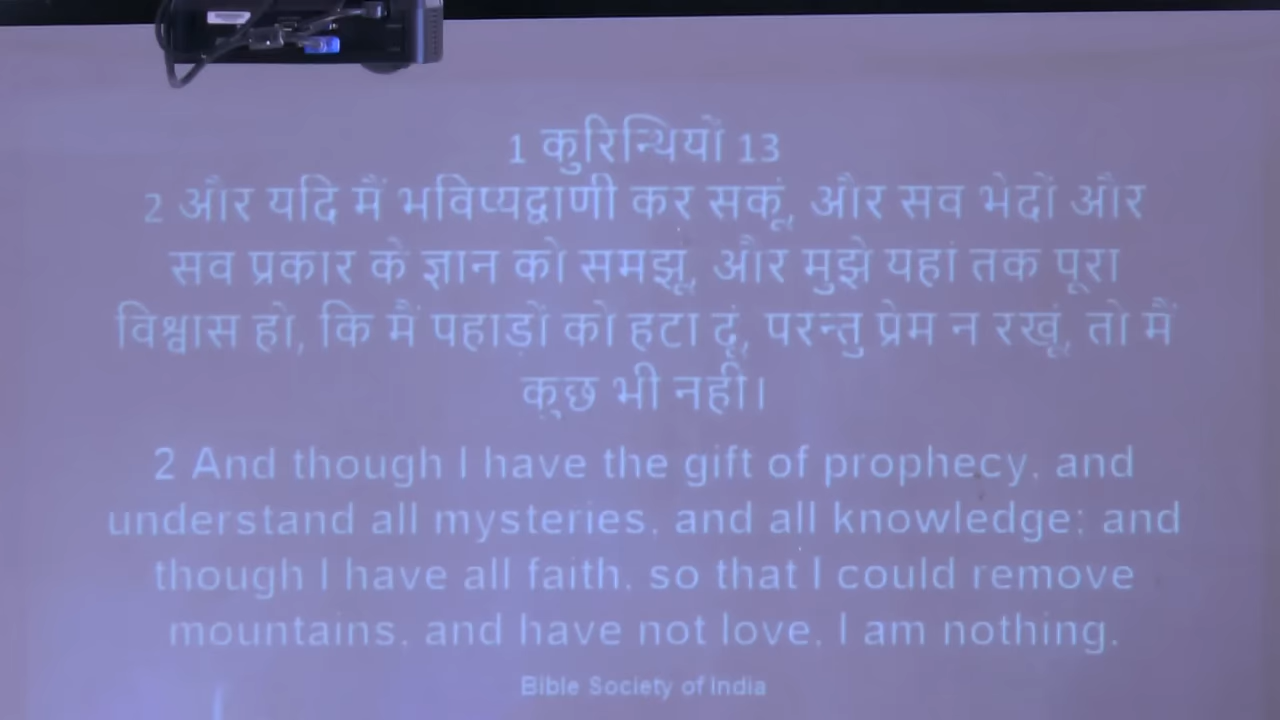 1 कुरिन्थियों 13
2 और यदि मैं भविष्यद्वाणी कर सकूं, और सब भेदों और
सब प्रकार के ज्ञान को समझूं, और मुझे यहां तक पूरा
विश्वास हो, कि मैं पहाड़ों को हटा दूं, परन्तु प्रेम न रखूं, तो मैं
कुछ भी नहीं।
2 And though I have the gift of prophecy, and
understand all mysteries, and all knowledge; and
though I have all faith, so that I could remove
mountains, and have not love, I am nothing.
Bible Society of India